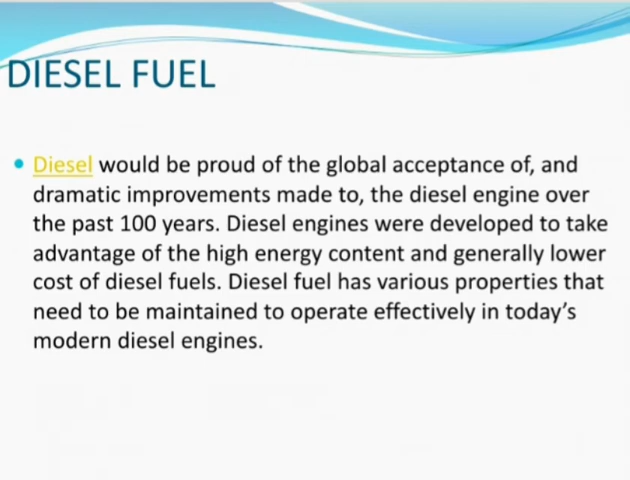 DIESEL FUEL
• Diesel would be proud of the global acceptance of, and
dramatic improvements made to, the diesel engine over
the past 100 years. Diesel engines were developed to take
advantage of the high energy content and generally lower
cost of diesel fuels. Diesel fuel has various properties that
need to be maintained to operate effectively in today’s
modern diesel engines.